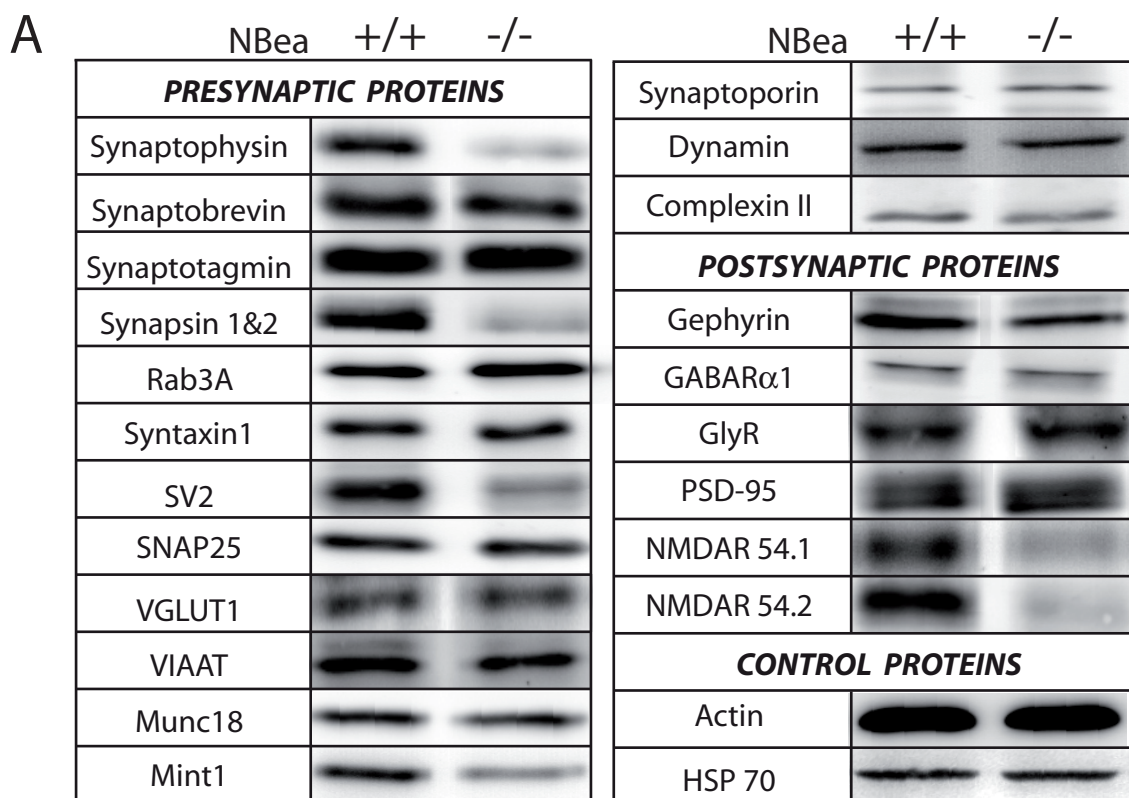 A
NBea +/+ -/-
PRESYNAPTIC PROTEINS
Synaptophysin
Synaptobrevin
Synaptotagmin
Synapsin 1&2
Rab3A
Syntaxin1
SV2
SNAP25
VGLUT1
VIAAT
Munc18
Mint1
NBea +/+ -/-
Synaptoporin
Dynamin
Complexin II
POSTSYNAPTIC PROTEINS
Gephyrin
GABARα1
GlyR
PSD-95
NMDAR 54.1
NMDAR 54.2
CONTROL PROTEINS
Actin
HSP 70